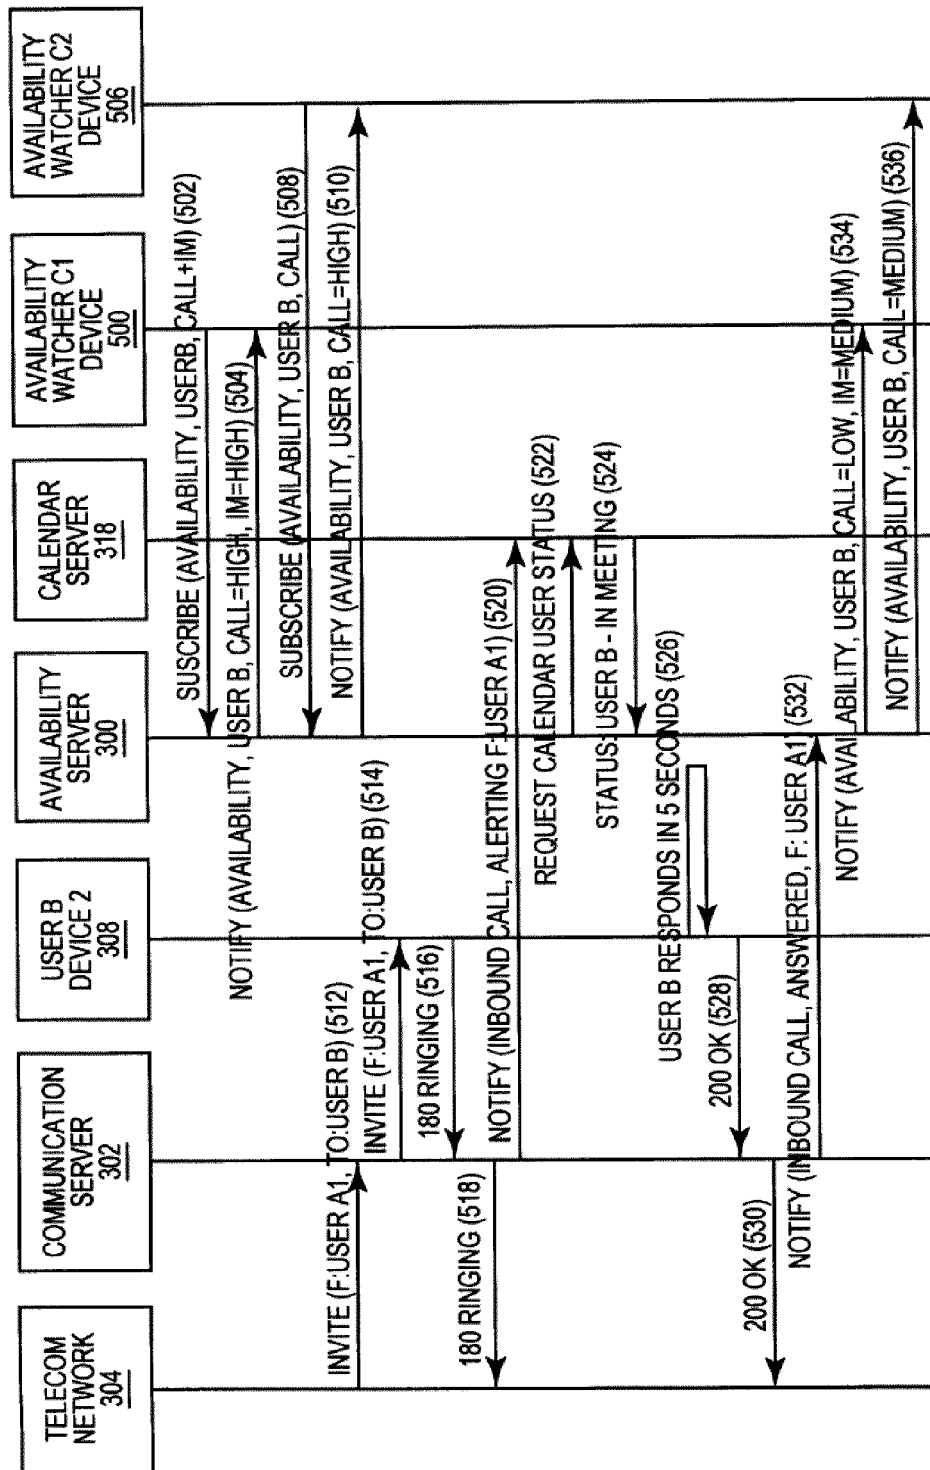 TELECOM
NETWORK
304
COMMUNICATION
SERVER
302
USER B
DEVICE 2
308
AVAILABILITY
SERVER
300
CALENDAR
SERVER
318
AVAILABILITY
WATCHER C1
DEVICE
500
AVAILABILITY
WATCHER C2
DEVICE
506
SUSCRIBE (AVAILABILITY, USERB, CALL+IM) (502)
NOTIFY (AVAILABILITY, USER B, CALL=HIGH, IM=HIGH) (504)
SUBSCRIBE (AVAILABILITY, USER B, CALL) (508)
NOTIFY (AVAILABILITY, USER B, CALL=HIGH) (510)
INVITE (F:USER A1, TO:USER B) (512)
INVITE (F:USER A1, TO:USER B) (514)
180 RINGING (516)
180 RINGING (518)
NOTIFY (INBOUND CALL, ALERTING F:USER A1) (520)
REQUEST CALENDAR USER STATUS (522)
STATUS: USER B - IN MEETING (524)
USER B RESPONDS IN 5 SECONDS (526)
200 OK (528)
200 OK (530)
NOTIFY (INBOUND CALL, ANSWERED, F: USER A1) (532)
NOTIFY (AVAILABILITY, USER B, CALL=LOW, IM=MEDIUM) (534)
NOTIFY (AVAILABILITY, USER B, CALL=MEDIUM) (536)